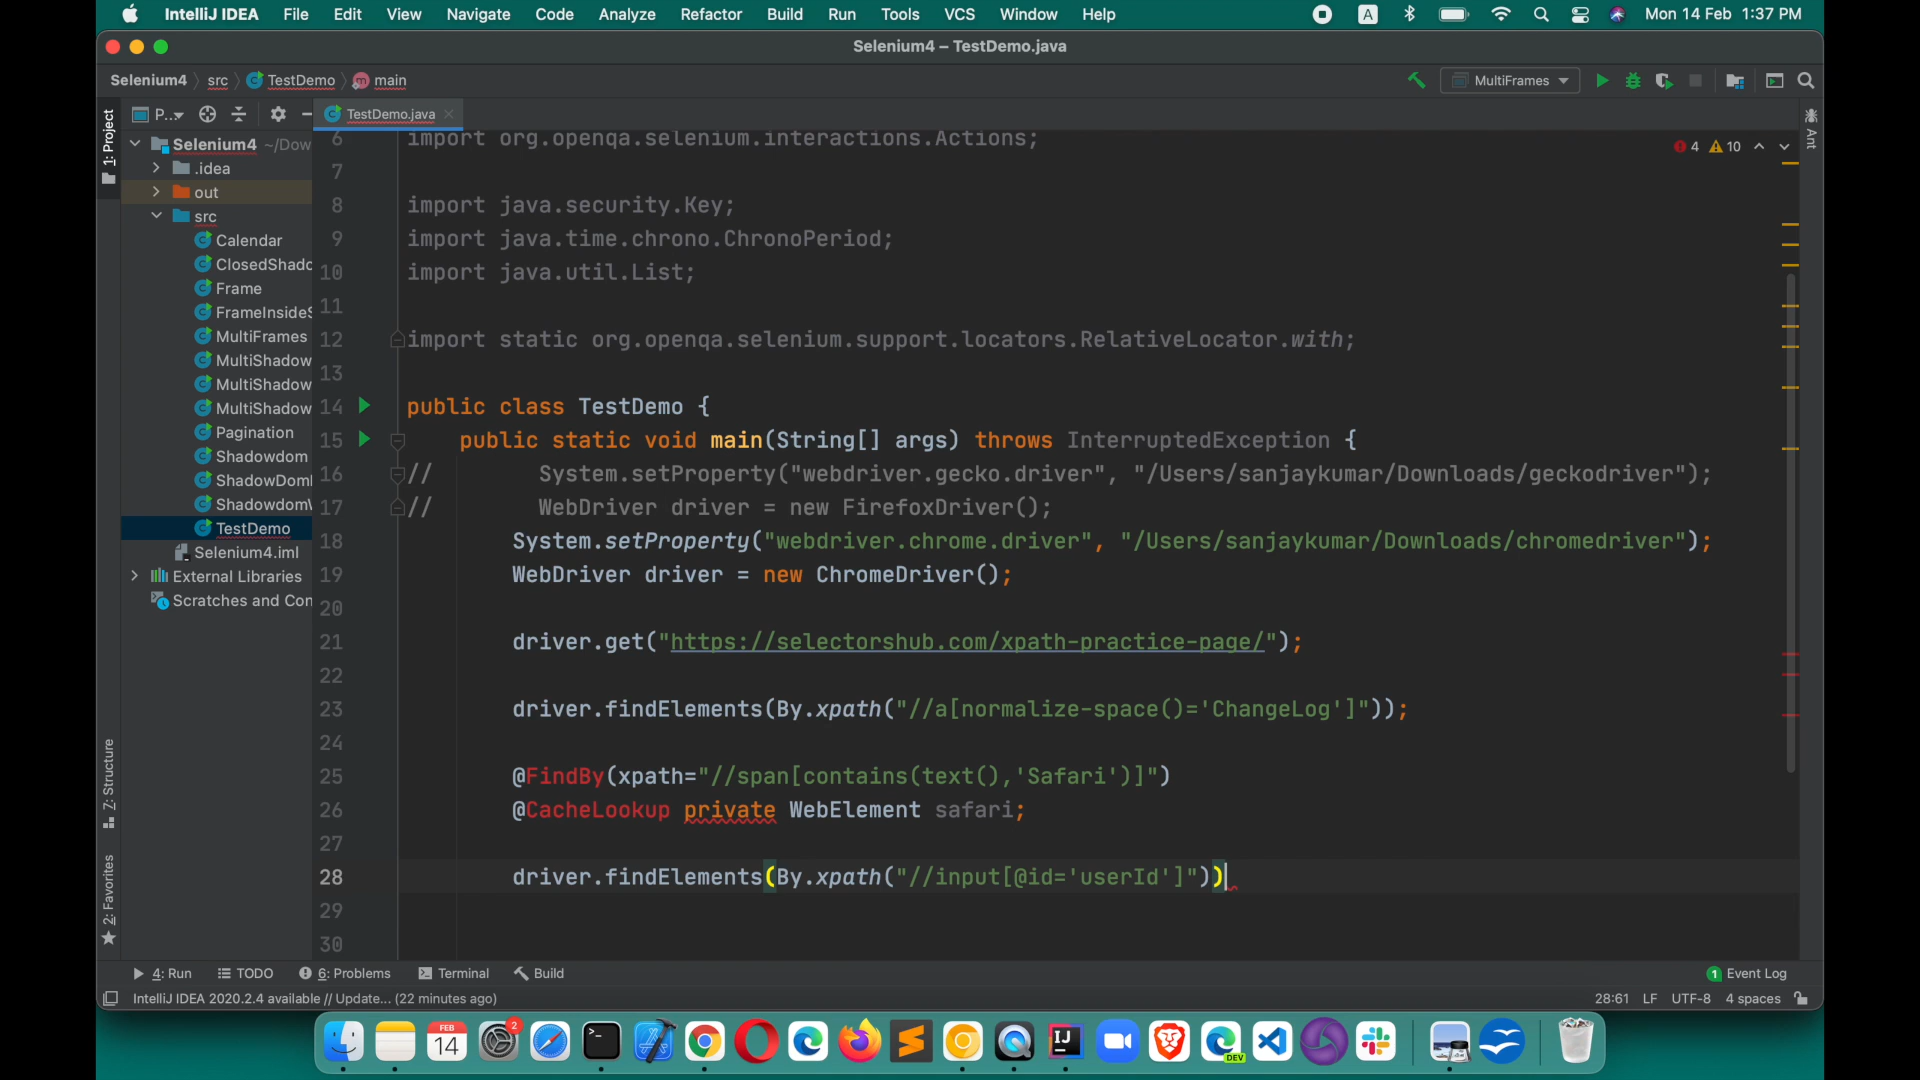 IntelliJ IDEA File Edit View Navigate Code Analyze Refactor Build Run Tools VCS Window Help A Mon 14 Feb 1:37 PM
Selenium4 – TestDemo.java
Selenium4 src TestDemo main MultiFrames
1: Project P... TestDemo.java Ant
Selenium4 ~/Dow
.idea
out
src
Calendar
ClosedShado
Frame
FrameInsideS
MultiFrames
MultiShadow
MultiShadow
MultiShadow
Pagination
Shadowdom
ShadowDom
Shadowdom
TestDemo
Selenium4.iml
External Libraries
Scratches and Con
7: Structure
2: Favorites
4 10
6 import org.openqa.selenium.interactions.Actions;
7
8 import java.security.Key;
9 import java.time.chrono.ChronoPeriod;
10 import java.util.List;
11
12 import static org.openqa.selenium.support.locators.RelativeLocator.with;
13
14 public class TestDemo {
15 public static void main(String[] args) throws InterruptedException {
16 // System.setProperty("webdriver.gecko.driver", "/Users/sanjaykumar/Downloads/geckodriver");
17 // WebDriver driver = new FirefoxDriver();
18 System.setProperty("webdriver.chrome.driver", "/Users/sanjaykumar/Downloads/chromedriver");
19 WebDriver driver = new ChromeDriver();
20
21 driver.get("https://selectorshub.com/xpath-practice-page/");
22
23 driver.findElements(By.xpath("//a[normalize-space()='ChangeLog']"));
24
25 @FindBy(xpath="//span[contains(text(),'Safari')]")
26 @CacheLookup private WebElement safari;
27
28 driver.findElements(By.xpath("//input[@id='userId']"))
29
30
4: Run TODO 6: Problems Terminal Build 1 Event Log
IntelliJ IDEA 2020.2.4 available // Update... (22 minutes ago) 28:61 LF UTF-8 4 spaces
FEB
14
2
IJ
DEV